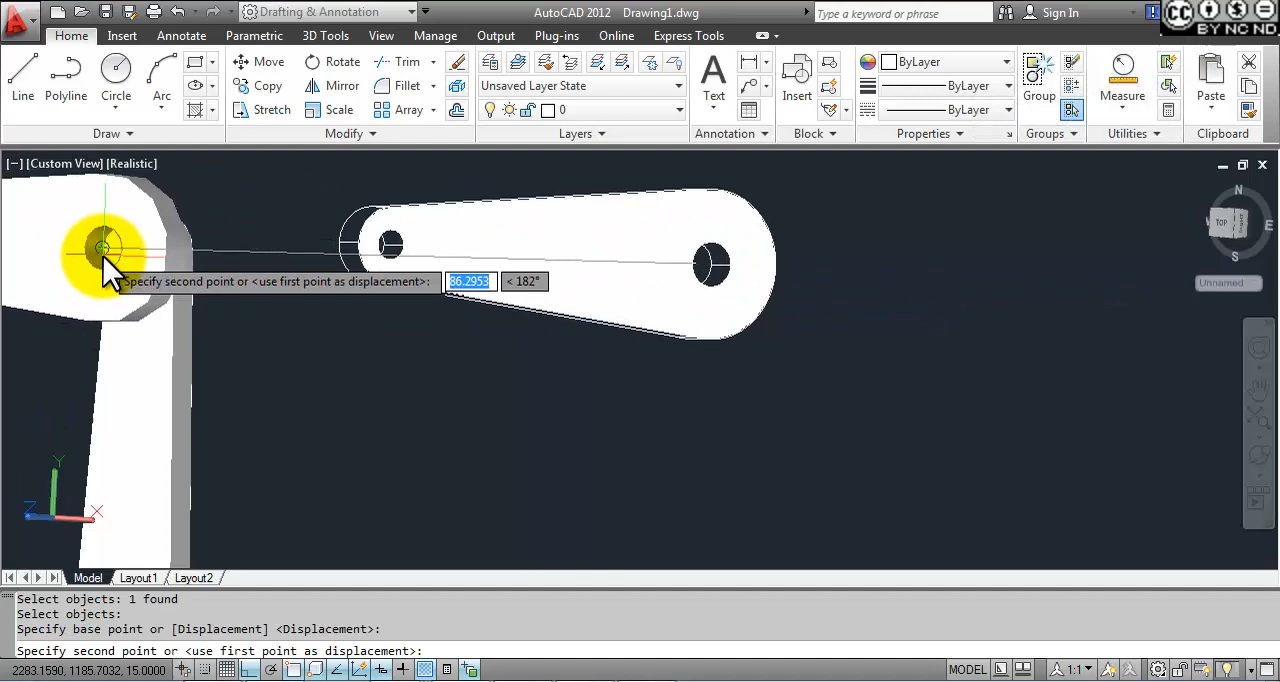 Drafting & Annotation
AutoCAD 2012 Drawing1.dwg
Type a keyword or phrase
Sign In
CC
BY NC ND
Home Insert Annotate Parametric 3D Tools View Manage Output Plug-ins Online Express Tools
Line Polyline Circle Arc
Move Rotate Trim
Copy Mirror Fillet
Stretch Scale Array
Unsaved Layer State
0
Text
Insert
ByLayer
ByLayer
ByLayer
Group
Measure
Paste
Draw Modify Layers Annotation Block Properties Groups Utilities Clipboard
[−] [Custom View] [Realistic]
N
TOP
E
S
Unnamed
Specify second point or <use first point as displacement>: 86.2953 < 182°
Y
Z
X
Model Layout1 Layout2
Select objects: 1 found
Select objects:
Specify base point or [Displacement] <Displacement>:
Specify second point or <use first point as displacement>:
2283.1590, 1185.7032, 15.0000
MODEL
1:1